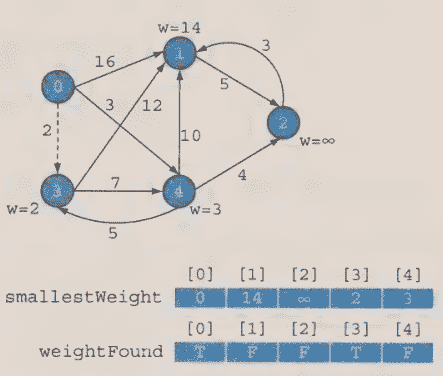 w=14
16
1
3
0
3
12
5
2
10
2
w=∞
3
7
4
4
w=2
w=3
5
[0] [1] [2] [3] [4]
smallestWeight 0 14 ∞ 2 3
[0] [1] [2] [3] [4]
weightFound T F F T F